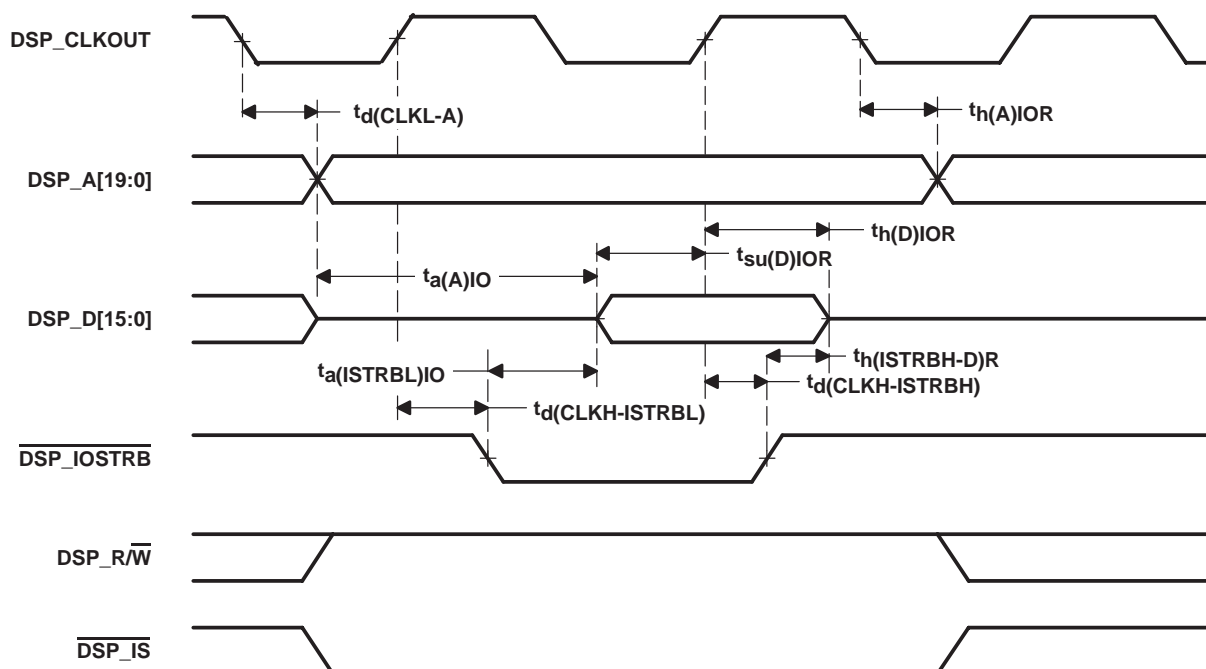 DSP_CLKOUT
td(CLKL-A)
th(A)IOR
DSP_A[19:0]
th(D)IOR
tsu(D)IOR
ta(A)IO
DSP_D[15:0]
th(ISTRBH-D)R
ta(ISTRBL)IO
td(CLKH-ISTRBH)
td(CLKH-ISTRBL)
DSP_IOSTRB
DSP_R/W
DSP_IS